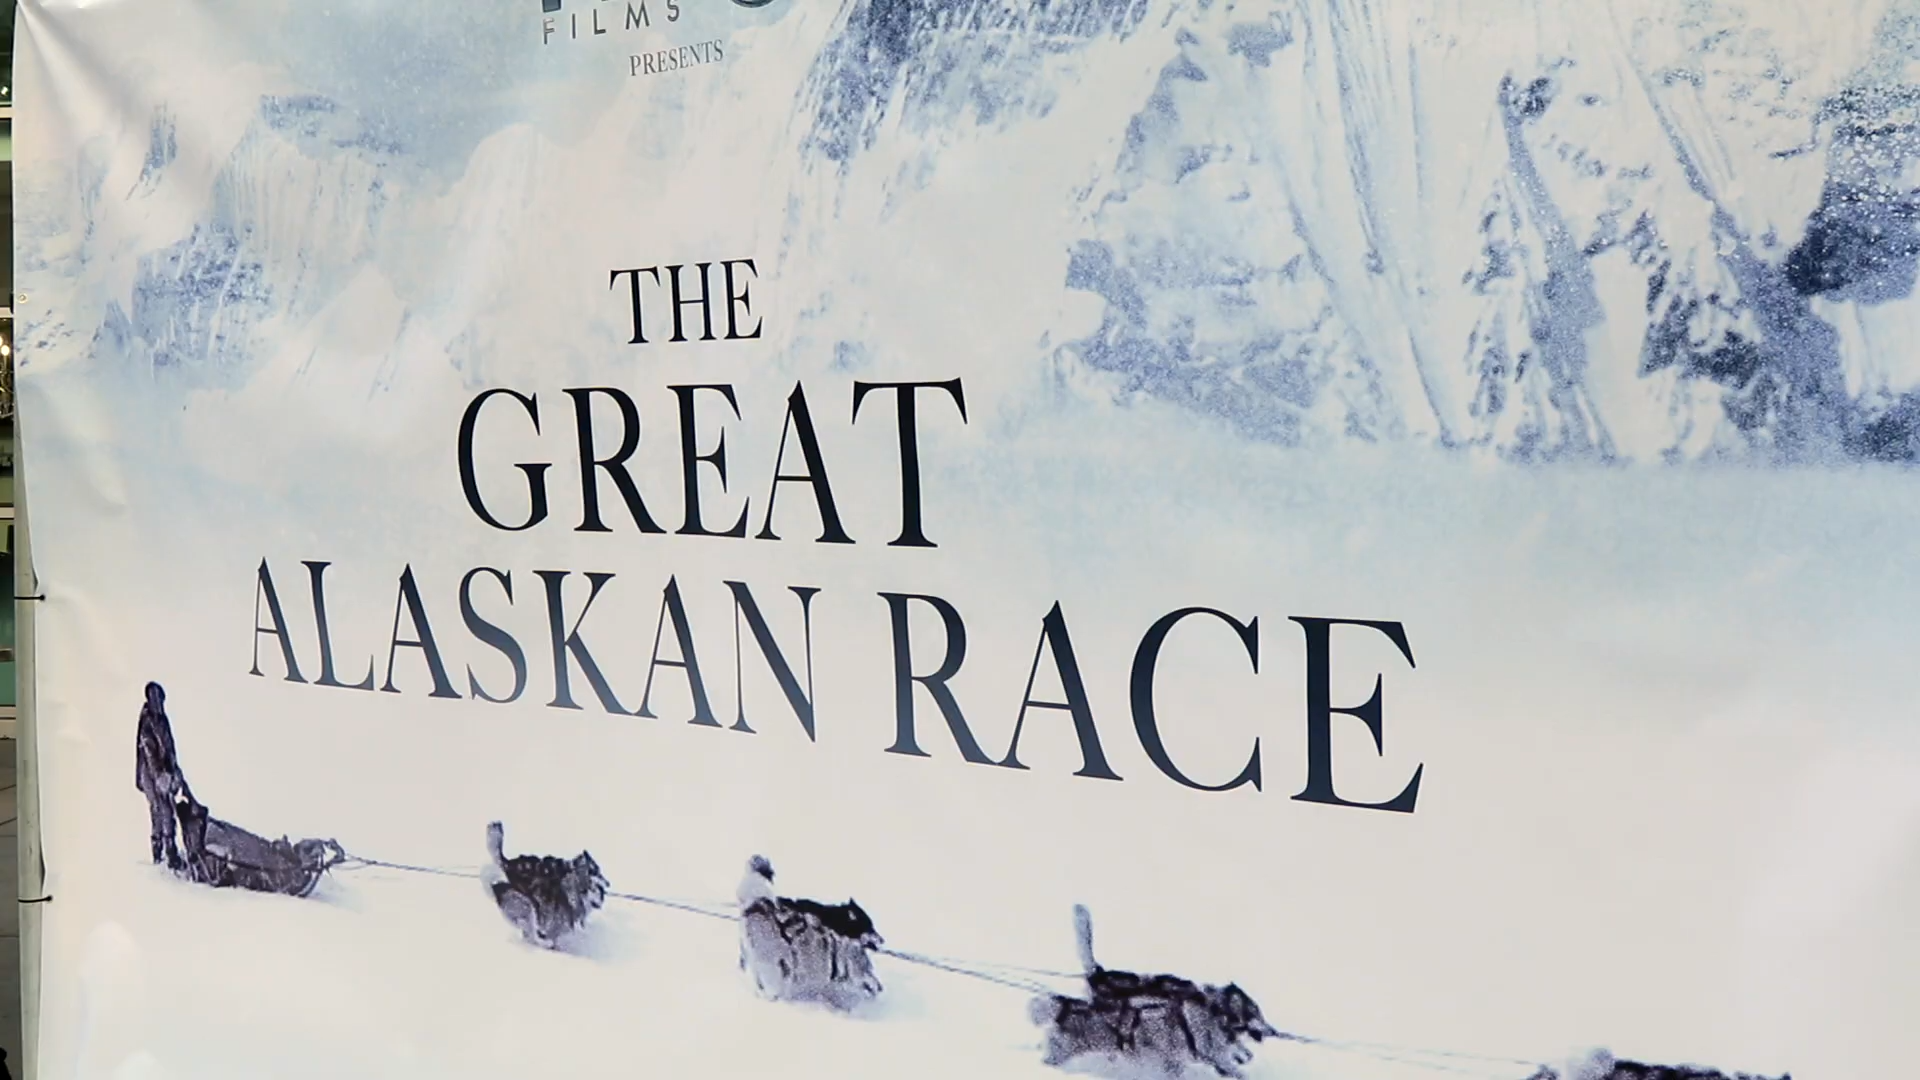 FILMS
PRESENTS
THE
GREAT
ALASKAN RACE